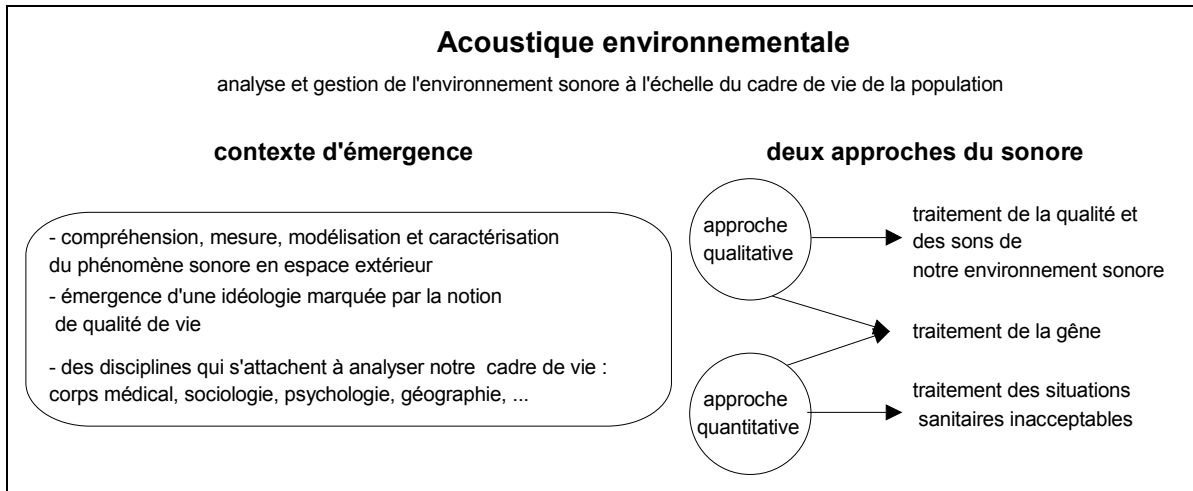 Acoustique environnementale
analyse et gestion de l'environnement sonore à l'échelle du cadre de vie de la population
contexte d'émergence
- compréhension, mesure, modélisation et caractérisation
du phénomène sonore en espace extérieur
- émergence d'une idéologie marquée par la notion
de qualité de vie
- des disciplines qui s'attachent à analyser notre cadre de vie :
corps médical, sociologie, psychologie, géographie, ...
deux approches du sonore
approche
qualitative
traitement de la qualité et
des sons de
notre environnement sonore
traitement de la gêne
approche
quantitative
traitement des situations
sanitaires inacceptables